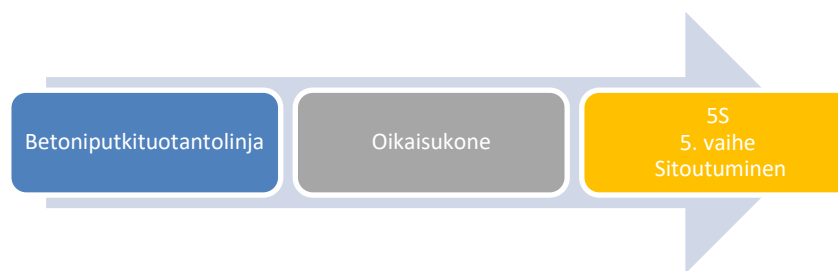 Betoniputkituotantolinja
Oikaisukone
5S
5. vaihe
Sitoutuminen